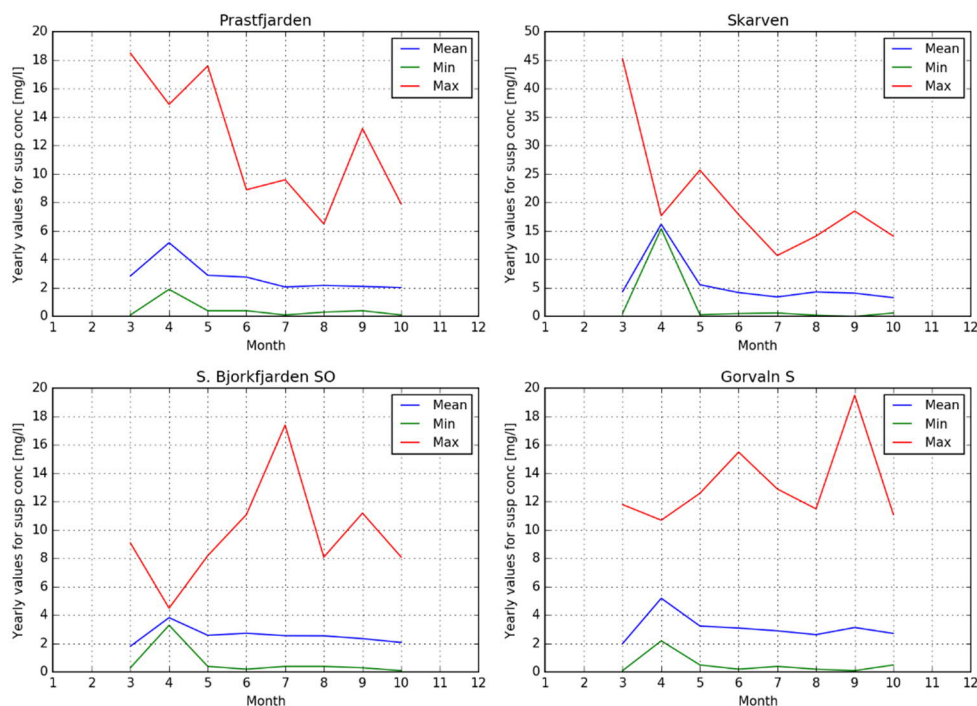 Prastfjarden
Yearly values for susp conc [mg/l]
20
18
16
14
12
10
8
6
4
2
0
Mean
Min
Max
1 2 3 4 5 6 7 8 9 10 11 12
Month
Skarven
Yearly values for susp conc [mg/l]
50
45
40
35
30
25
20
15
10
5
0
Mean
Min
Max
1 2 3 4 5 6 7 8 9 10 11 12
Month
S. Bjorkfjarden SO
Yearly values for susp conc [mg/l]
20
18
16
14
12
10
8
6
4
2
0
Mean
Min
Max
1 2 3 4 5 6 7 8 9 10 11 12
Month
Gorvaln S
Yearly values for susp conc [mg/l]
20
18
16
14
12
10
8
6
4
2
0
Mean
Min
Max
1 2 3 4 5 6 7 8 9 10 11 12
Month